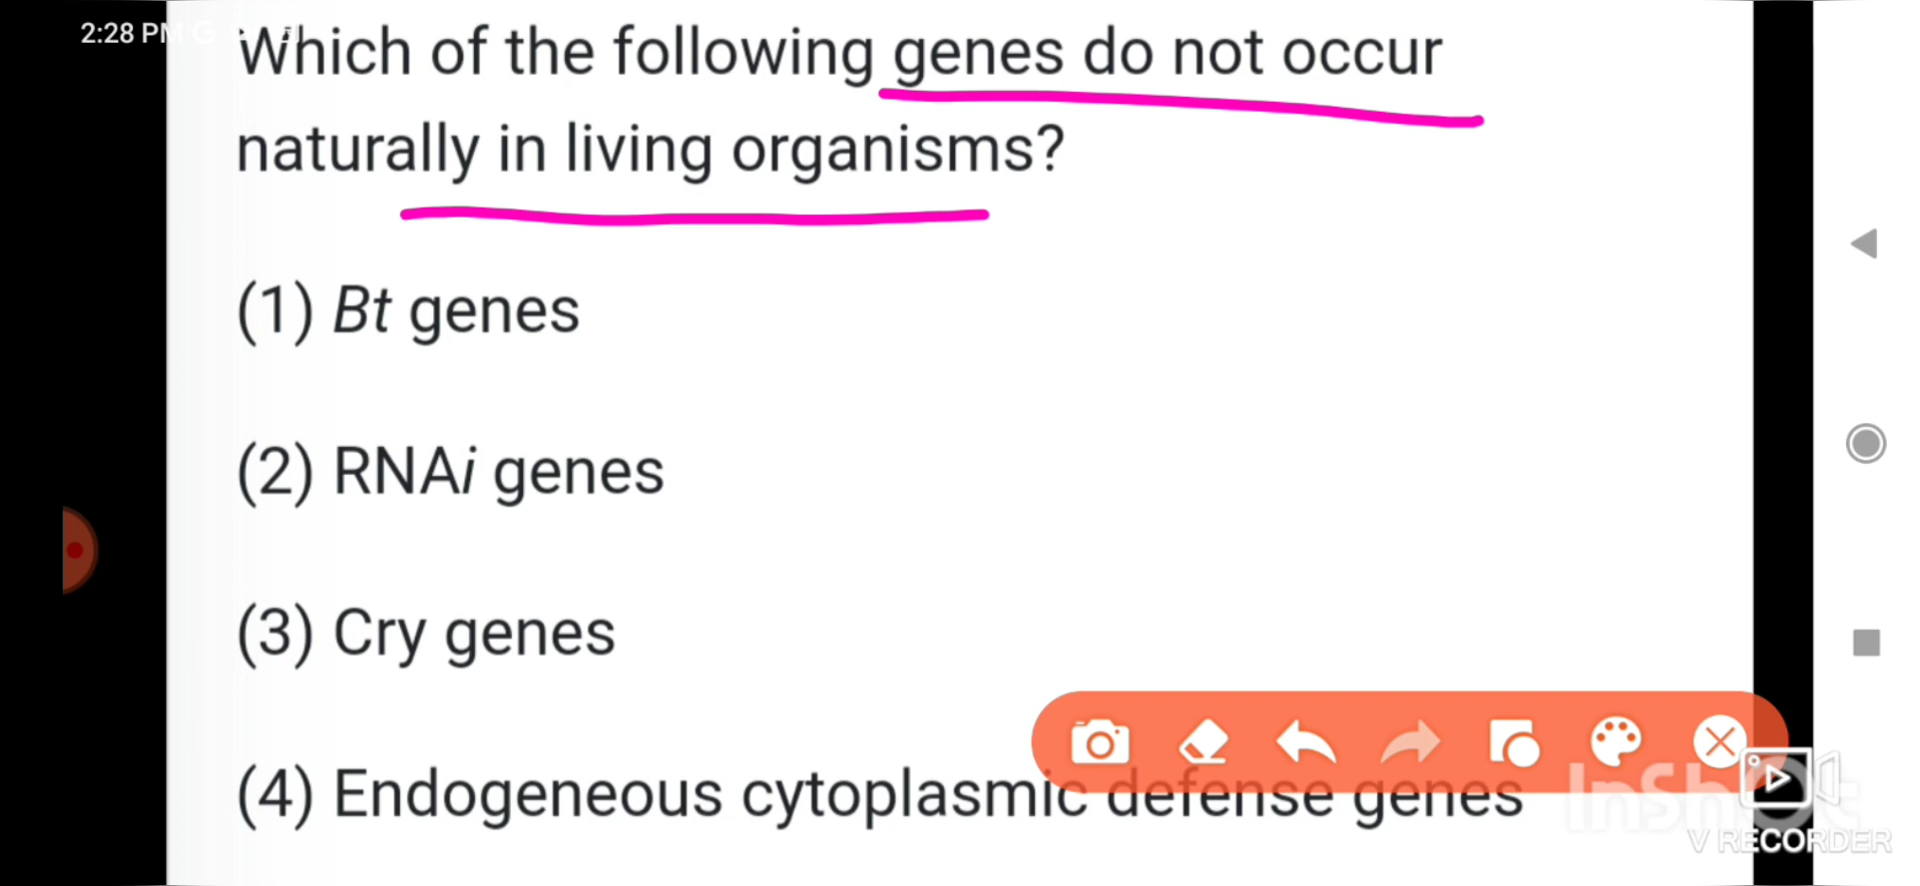 2:28 PM G
Which of the following genes do not occur
naturally in living organisms?
(1) Bt genes
(2) RNAi genes
(3) Cry genes
(4) Endogeneous cytoplasmic defense genes
InShot
V RECORDER